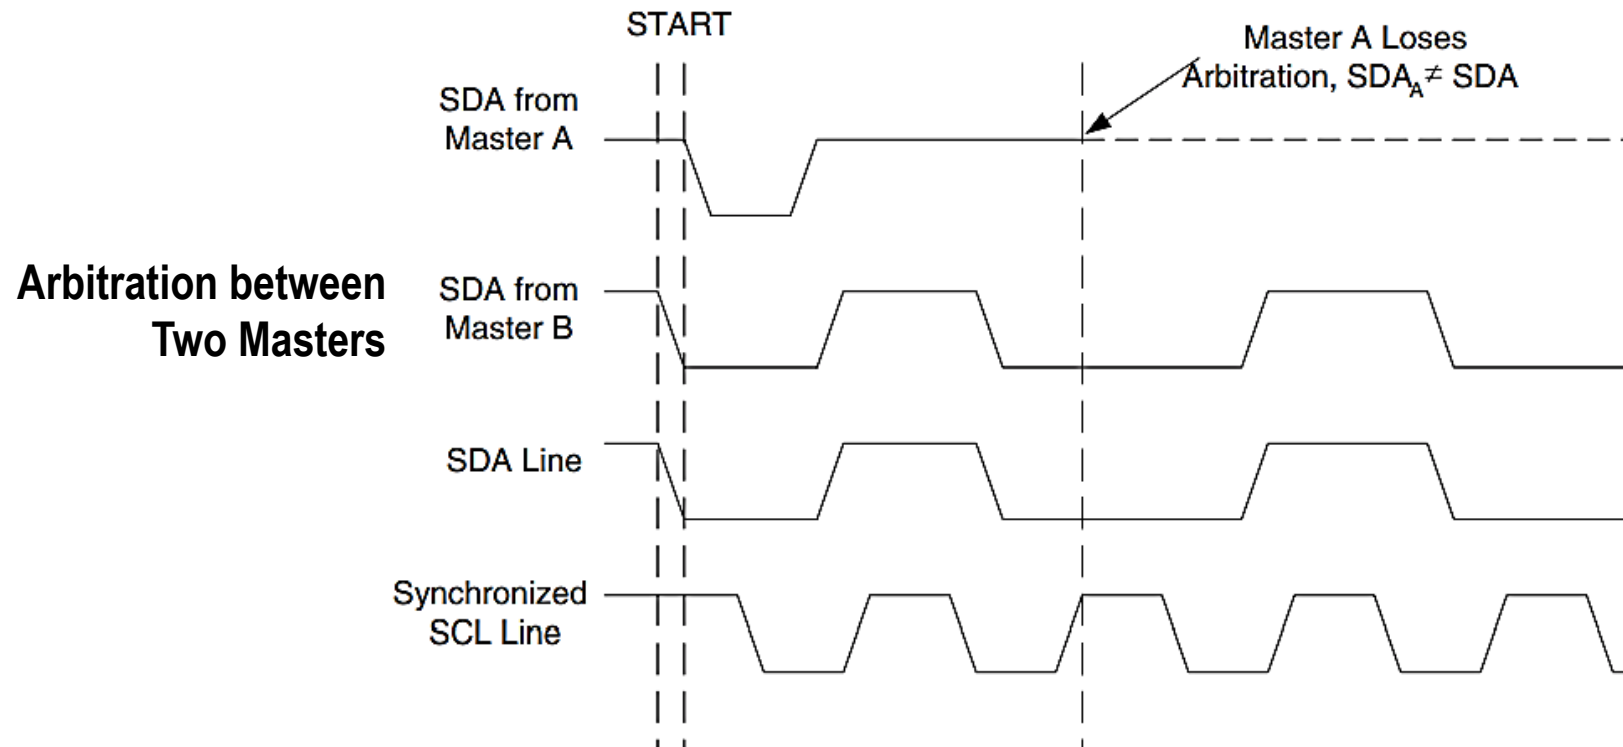 START
Master A Loses
Arbitration, SDA_A ≠ SDA
SDA from
Master A
Arbitration between
Two Masters
SDA from
Master B
SDA Line
Synchronized
SCL Line